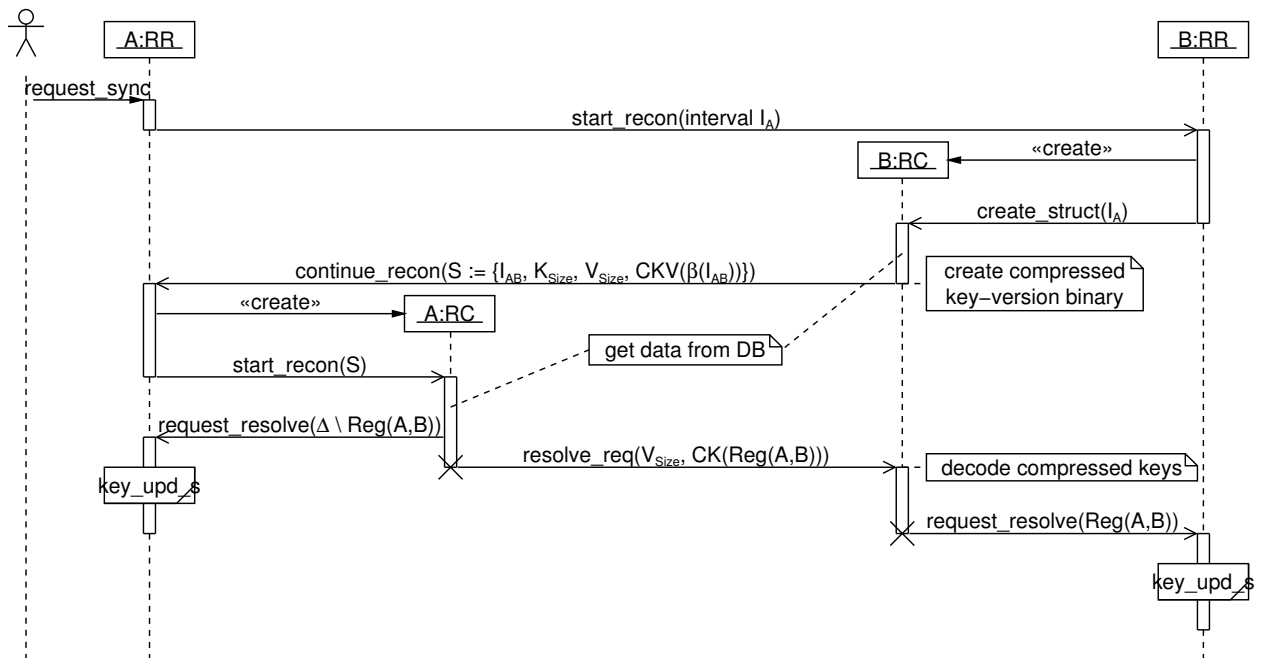 A:RR
B:RR
request_sync
start_recon(interval I_A)
«create»
B:RC
create_struct(I_A)
continue_recon(S := {I_AB, K_Size, V_Size, CKV(β(I_AB))})
create compressed
key−version binary
«create»
A:RC
get data from DB
start_recon(S)
request_resolve(Δ \ Reg(A,B))
resolve_req(V_Size, CK(Reg(A,B)))
decode compressed keys
key_upd_s
request_resolve(Reg(A,B))
key_upd_s